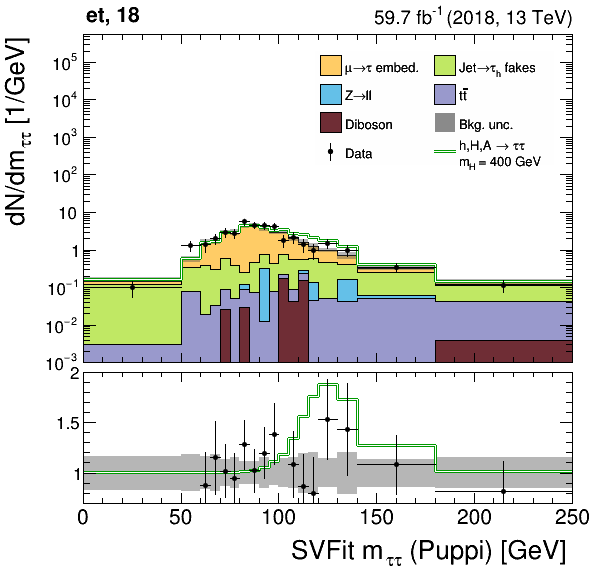 et, 18
59.7 fb⁻¹ (2018, 13 TeV)
dN/dm_ττ [1/GeV]
μ→τ embed.
Jet→τ_h fakes
Z→ll
tt̄
Diboson
Bkg. unc.
Data
h,H,A → ττ
m_H = 400 GeV
10⁵
10⁴
10³
10²
10
1
10⁻¹
10⁻²
10⁻³
2
1.5
1
0 50 100 150 200 250
SVFit m_ττ (Puppi) [GeV]